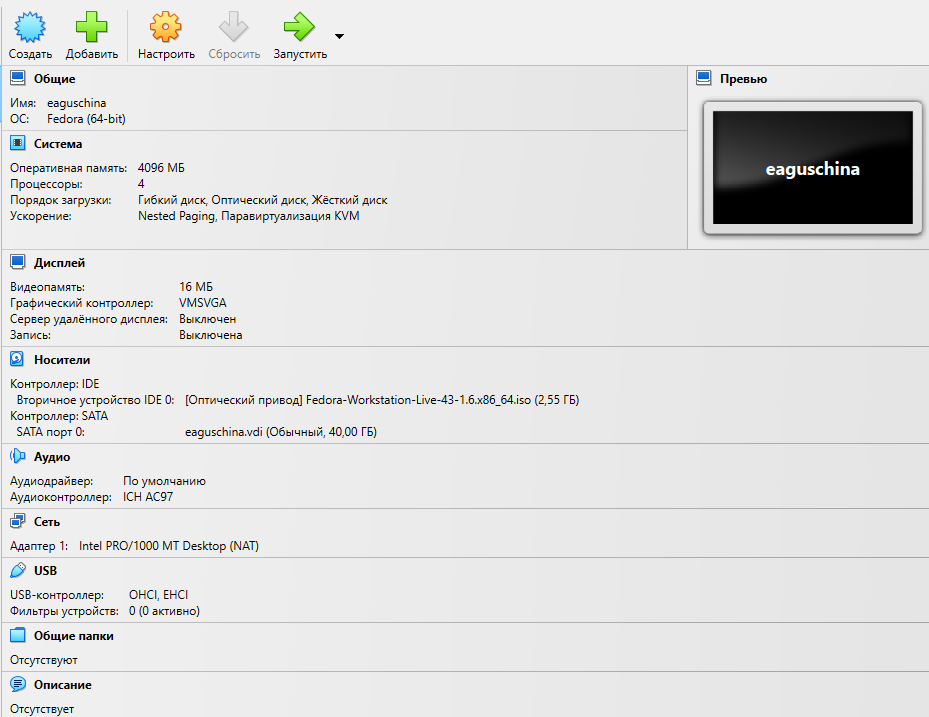 Создать Добавить Настроить Сбросить Запустить
Общие
Имя: eaguschina
ОС: Fedora (64-bit)
Превью
eaguschina
Система
Оперативная память: 4096 МБ
Процессоры: 4
Порядок загрузки: Гибкий диск, Оптический диск, Жёсткий диск
Ускорение: Nested Paging, Паравиртуализация KVM
Дисплей
Видеопамять: 16 МБ
Графический контроллер: VMSVGA
Сервер удалённого дисплея: Выключен
Запись: Выключена
Носители
Контроллер: IDE
Вторичное устройство IDE 0: [Оптический привод] Fedora-Workstation-Live-43-1.6.x86_64.iso (2,55 ГБ)
Контроллер: SATA
SATA порт 0: eaguschina.vdi (Обычный, 40,00 ГБ)
Аудио
Аудиодрайвер: По умолчанию
Аудиоконтроллер: ICH AC97
Сеть
Адаптер 1: Intel PRO/1000 MT Desktop (NAT)
USB
USB-контроллер: OHCI, EHCI
Фильтры устройств: 0 (0 активно)
Общие папки
Отсутствуют
Описание
Отсутствует